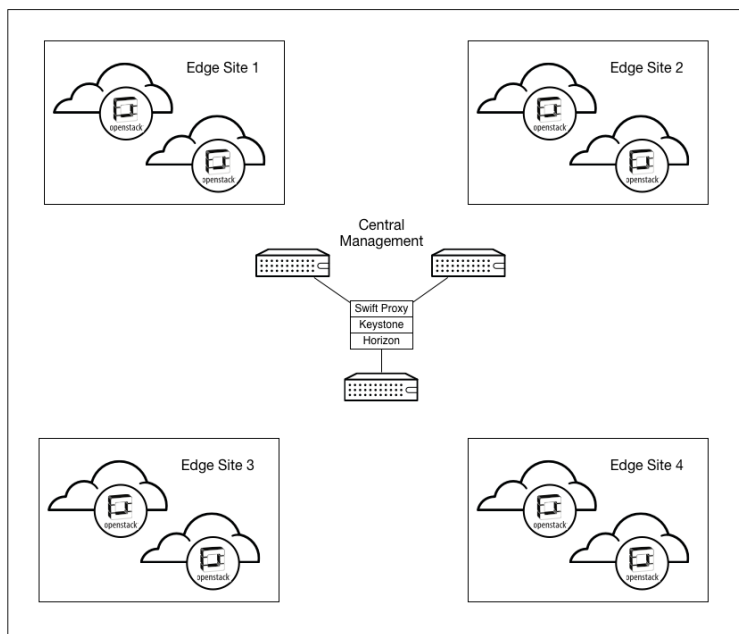 Edge Site 1
openstack
openstack
Edge Site 2
openstack
openstack
Central
Management
Swift Proxy
Keystone
Horizon
Edge Site 3
openstack
openstack
Edge Site 4
openstack
openstack